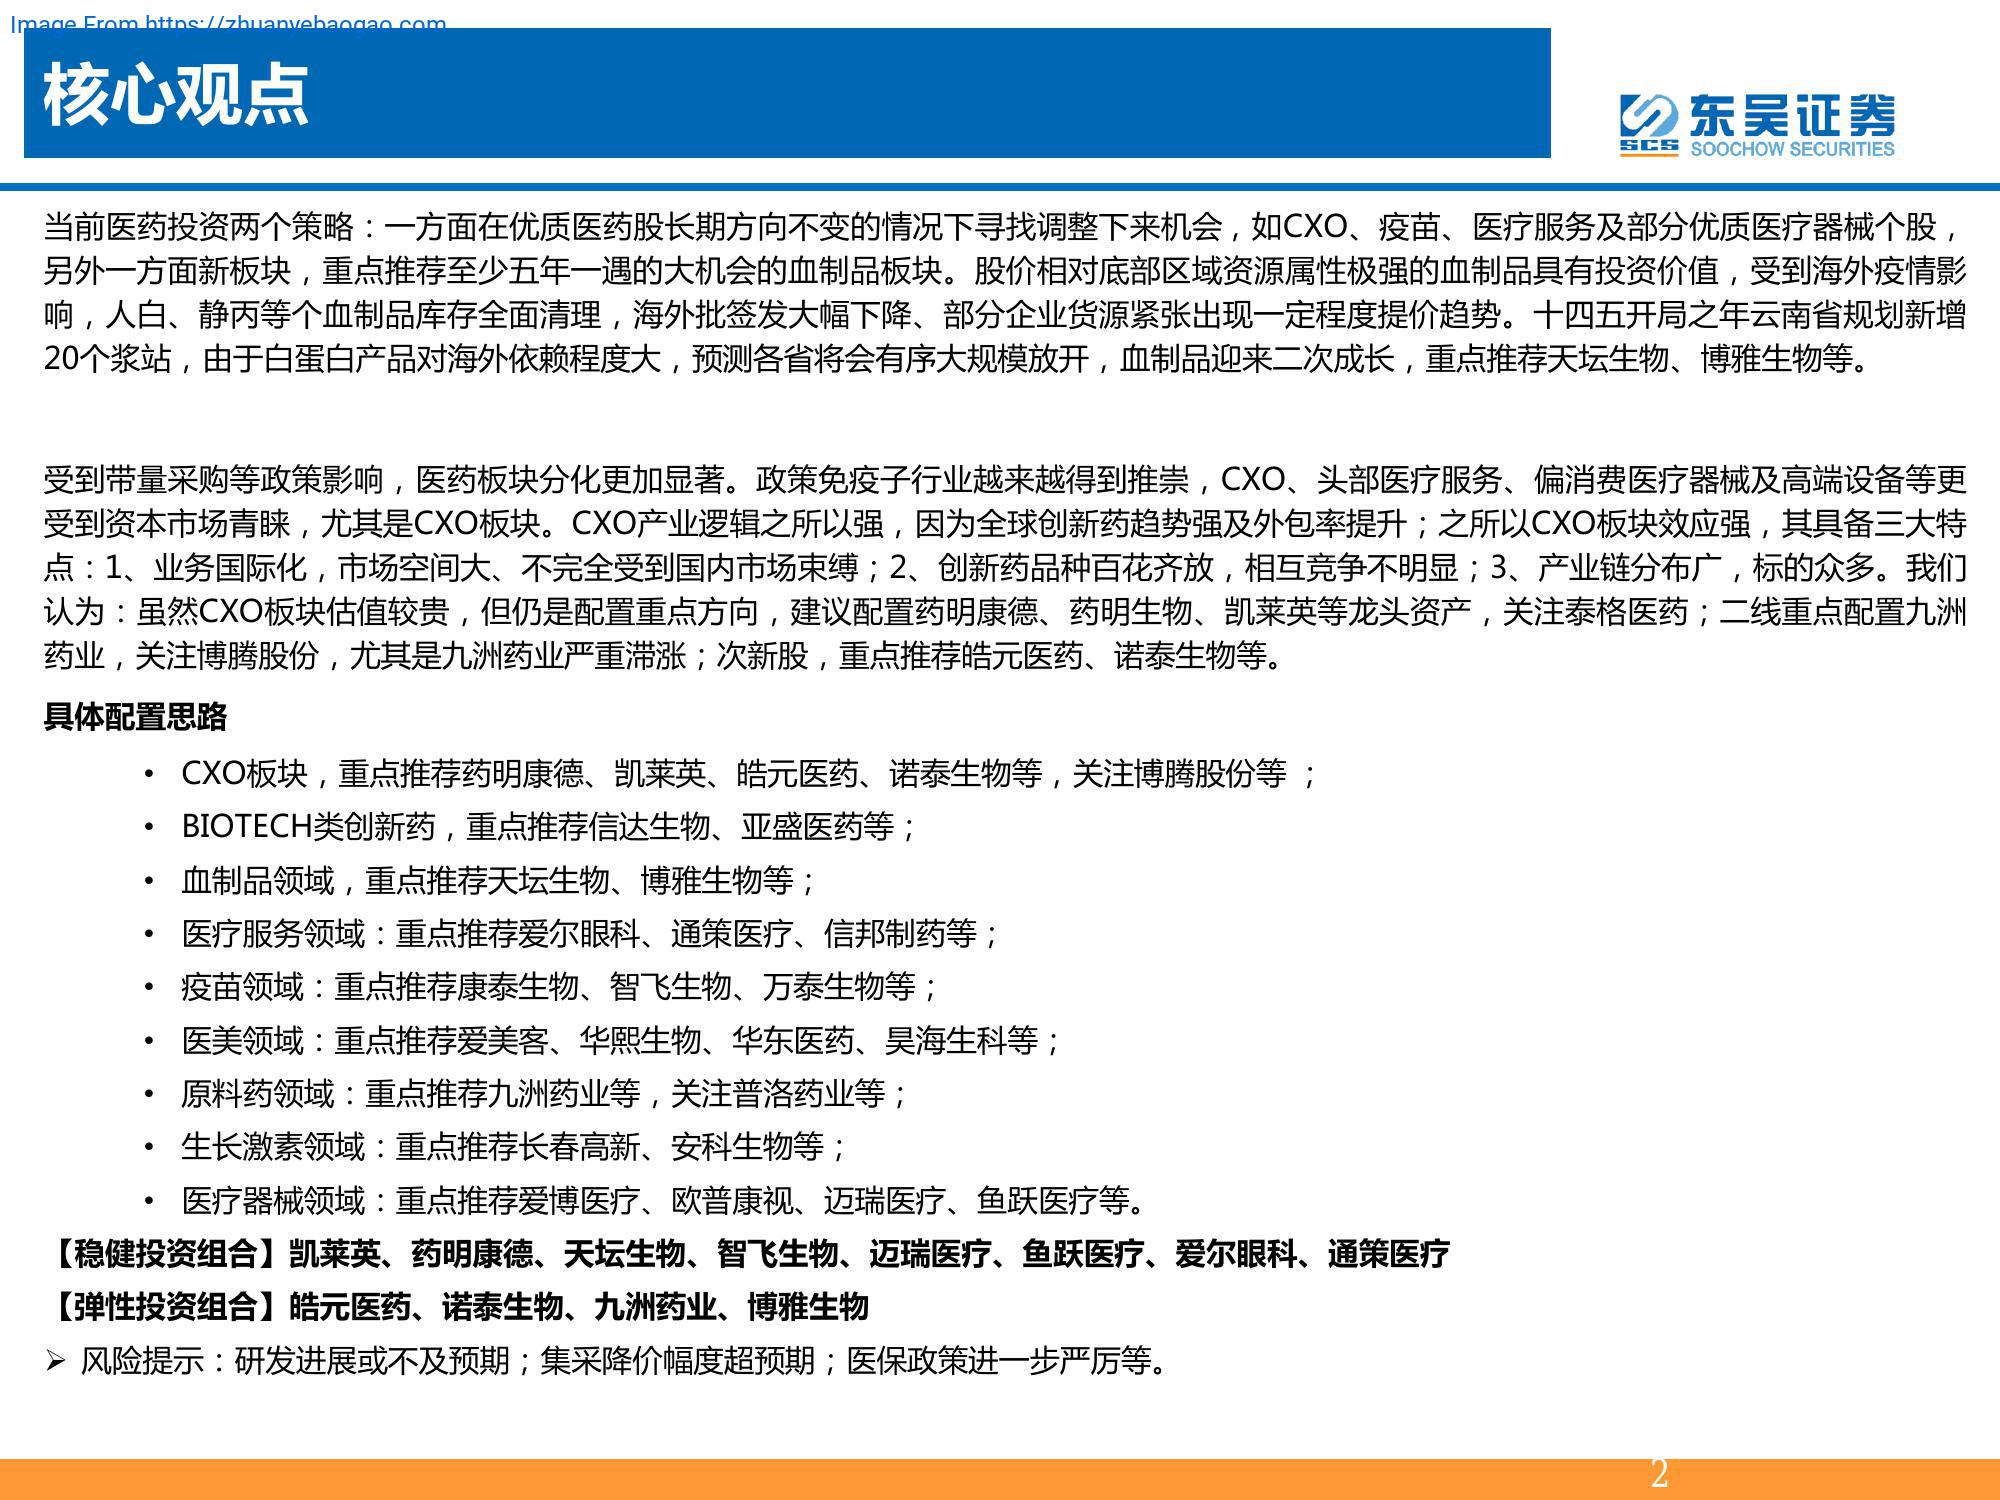 Image From https://zhuanyebaogao.com
核心观点
东吴证券
SCS
SOOCHOW SECURITIES
当前医药投资两个策略：一方面在优质医药股长期方向不变的情况下寻找调整下来机会，如CXO、疫苗、医疗服务及部分优质医疗器械个股，
另外一方面新板块，重点推荐至少五年一遇的大机会的血制品板块。股价相对底部区域资源属性极强的血制品具有投资价值，受到海外疫情影
响，人白、静丙等个血制品库存全面清理，海外批签发大幅下降、部分企业货源紧张出现一定程度提价趋势。十四五开局之年云南省规划新增
20个浆站，由于白蛋白产品对海外依赖程度大，预测各省将会有序大规模放开，血制品迎来二次成长，重点推荐天坛生物、博雅生物等。
受到带量采购等政策影响，医药板块分化更加显著。政策免疫子行业越来越得到推崇，CXO、头部医疗服务、偏消费医疗器械及高端设备等更
受到资本市场青睐，尤其是CXO板块。CXO产业逻辑之所以强，因为全球创新药趋势强及外包率提升；之所以CXO板块效应强，其具备三大特
点：1、业务国际化，市场空间大、不完全受到国内市场束缚；2、创新药品种百花齐放，相互竞争不明显；3、产业链分布广，标的众多。我们
认为：虽然CXO板块估值较贵，但仍是配置重点方向，建议配置药明康德、药明生物、凯莱英等龙头资产，关注泰格医药；二线重点配置九洲
药业，关注博腾股份，尤其是九洲药业严重滞涨；次新股，重点推荐皓元医药、诺泰生物等。
具体配置思路
• CXO板块，重点推荐药明康德、凯莱英、皓元医药、诺泰生物等，关注博腾股份等 ；
• BIOTECH类创新药，重点推荐信达生物、亚盛医药等；
• 血制品领域，重点推荐天坛生物、博雅生物等；
• 医疗服务领域：重点推荐爱尔眼科、通策医疗、信邦制药等；
• 疫苗领域：重点推荐康泰生物、智飞生物、万泰生物等；
• 医美领域：重点推荐爱美客、华熙生物、华东医药、昊海生科等；
• 原料药领域：重点推荐九洲药业等，关注普洛药业等；
• 生长激素领域：重点推荐长春高新、安科生物等；
• 医疗器械领域：重点推荐爱博医疗、欧普康视、迈瑞医疗、鱼跃医疗等。
【稳健投资组合】凯莱英、药明康德、天坛生物、智飞生物、迈瑞医疗、鱼跃医疗、爱尔眼科、通策医疗
【弹性投资组合】皓元医药、诺泰生物、九洲药业、博雅生物
➢ 风险提示：研发进展或不及预期；集采降价幅度超预期；医保政策进一步严厉等。
2